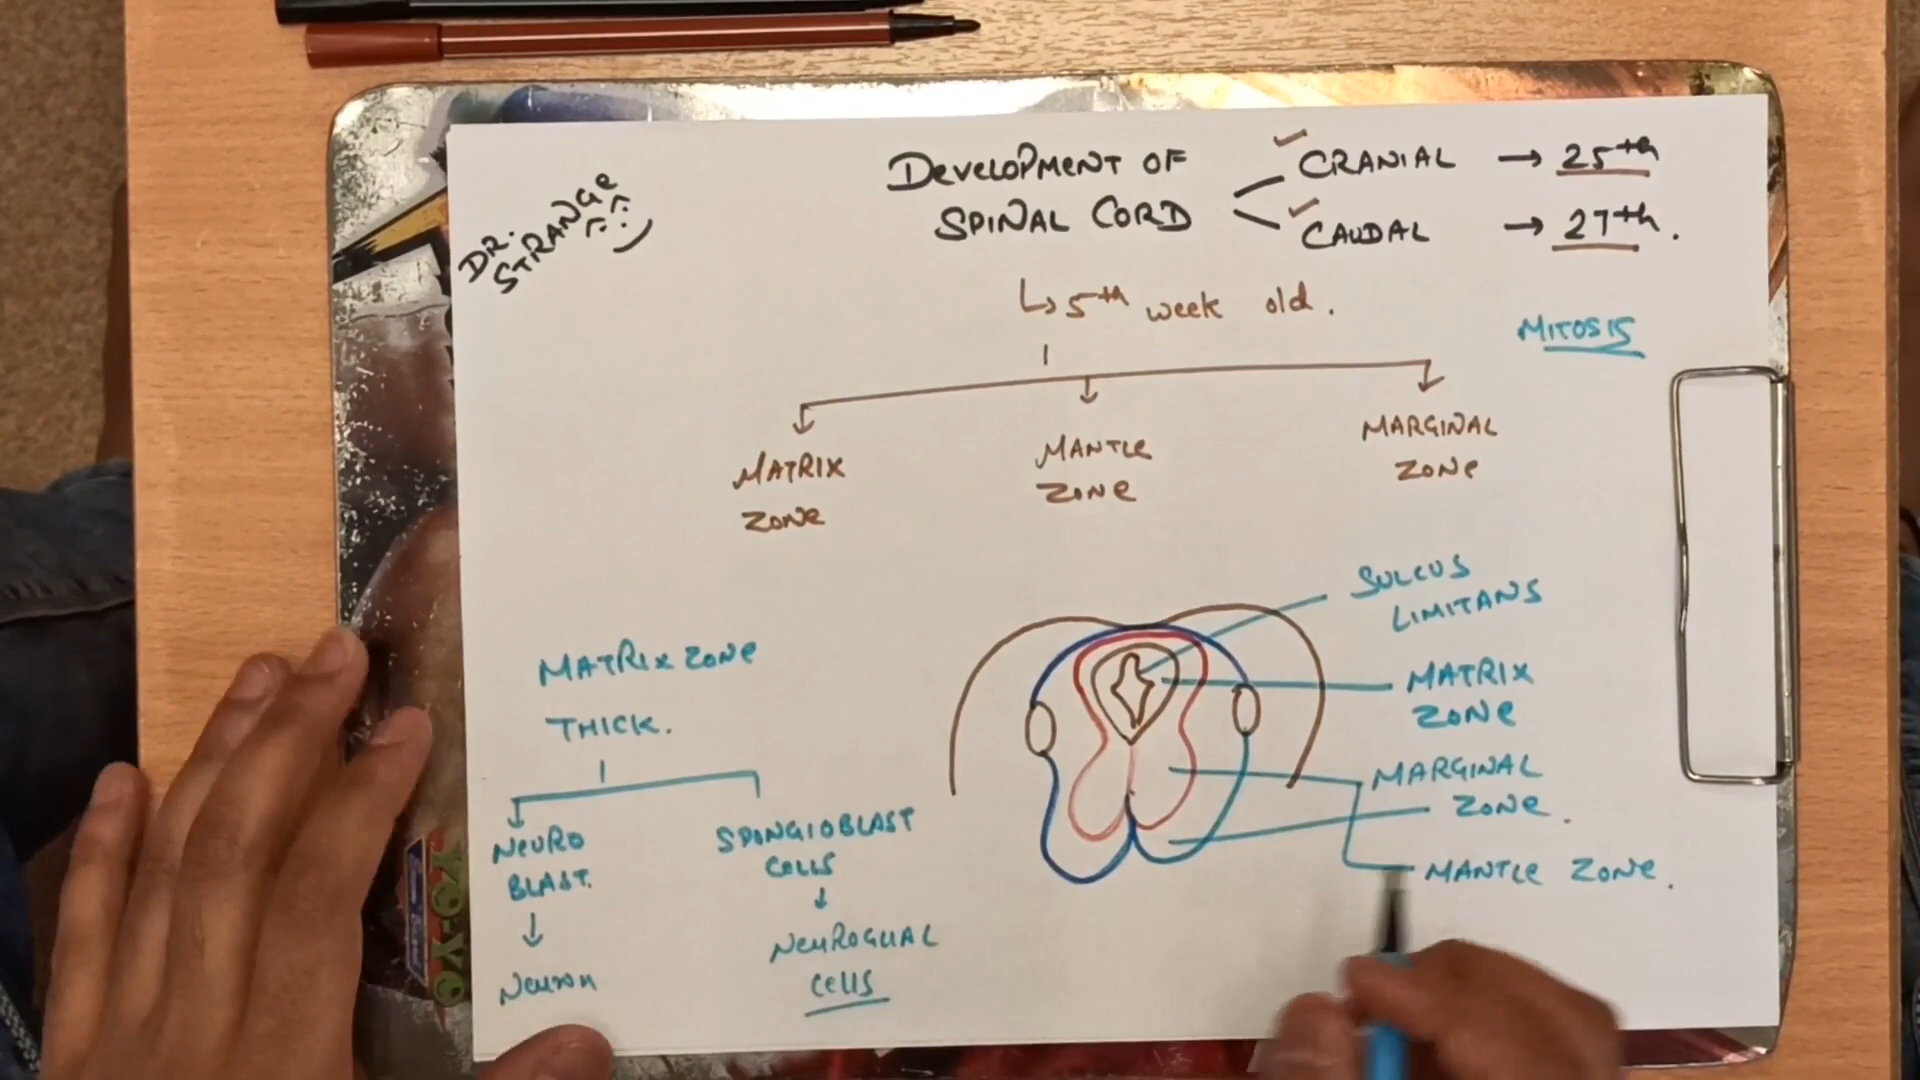 DR.
STRANGE
DEVELOPMENT OF
SPINAL CORD
CRANIAL → 25th
CAUDAL → 27th.
↳ 5th week old.
MITOSIS
MATRIX
ZONE
MANTLE
ZONE
MARGINAL
ZONE
SULCUS
LIMITANS
MATRIX
ZONE
MARGINAL
ZONE.
MANTLE ZONE.
MATRIX ZONE
THICK.
NEURO
BLAST.
↓
Neuron
SPONGIOBLAST
CELLS
↓
NEUROGLIAL
CELLS
YO-YO